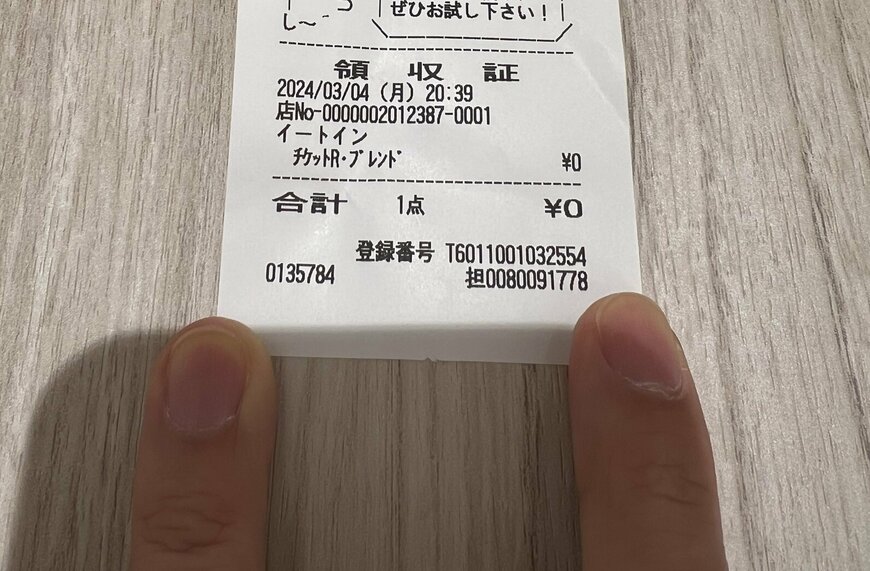 ぜひお試し下さい!
し〜
領収証
2024/03/04(月) 20:39
店No-0000002012387-0001
イートイン
ﾁｹｯﾄR・ﾌﾞﾚﾝﾄﾞ ¥0
合計 1点 ¥0
登録番号 T6011001032554
0135784 担0080091778